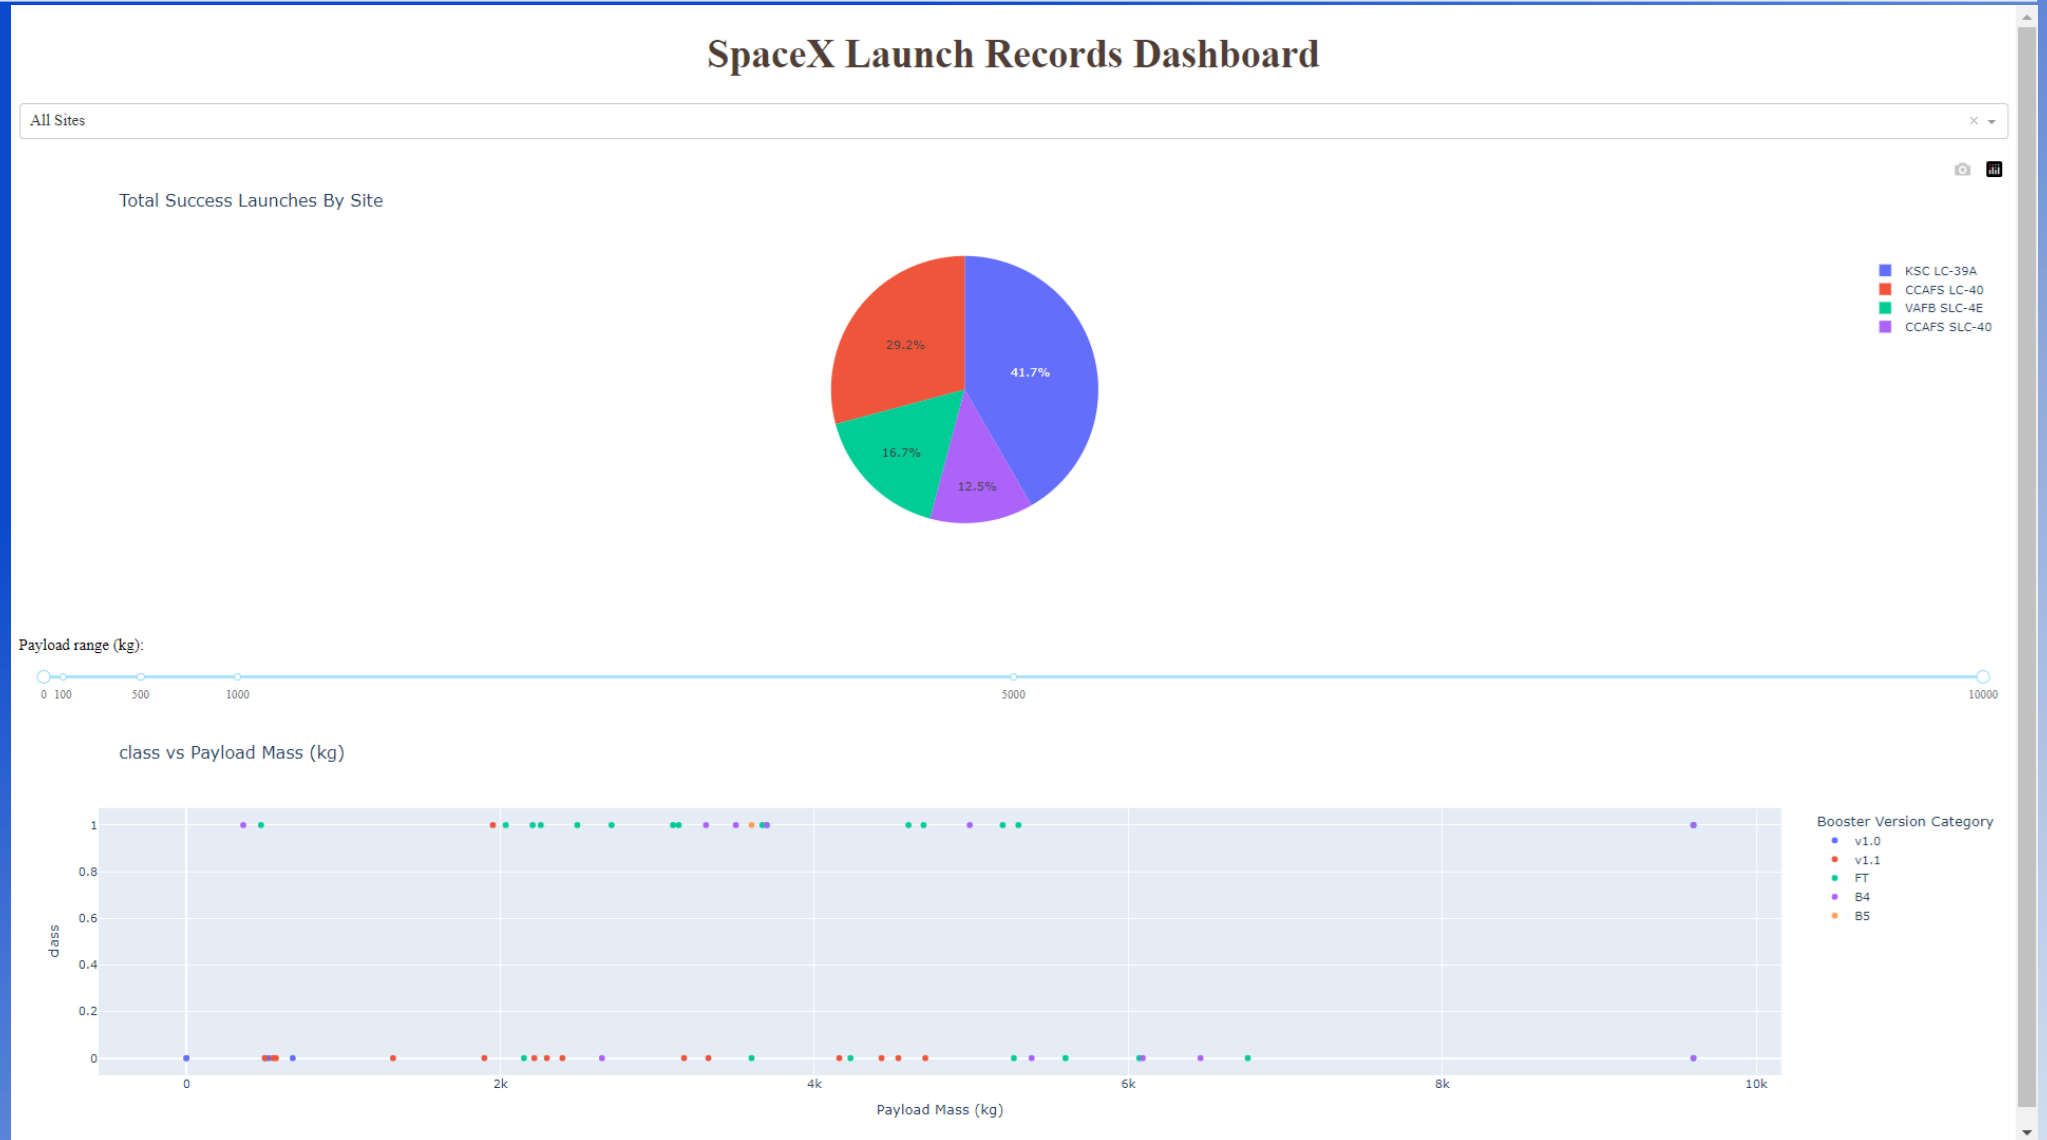 SpaceX Launch Records Dashboard
All Sites
Total Success Launches By Site
KSC LC-39A
CCAFS LC-40
VAFB SLC-4E
CCAFS SLC-40
29.2%
41.7%
16.7%
12.5%
Payload range (kg):
0 100 500 1000 5000 10000
class vs Payload Mass (kg)
Booster Version Category
v1.0
v1.1
FT
B4
B5
class
1
0.8
0.6
0.4
0.2
0
0 2k 4k 6k 8k 10k
Payload Mass (kg)